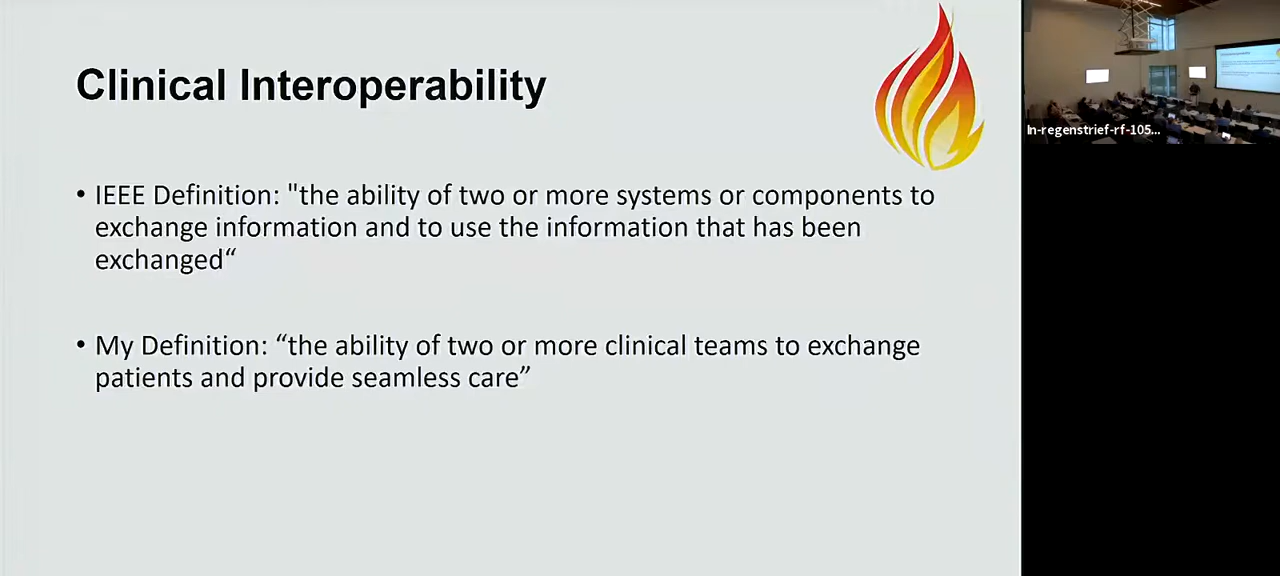 Clinical Interoperability
• IEEE Definition: "the ability of two or more systems or components to
exchange information and to use the information that has been
exchanged“
• My Definition: “the ability of two or more clinical teams to exchange
patients and provide seamless care”
In-regenstrief-rf-105...